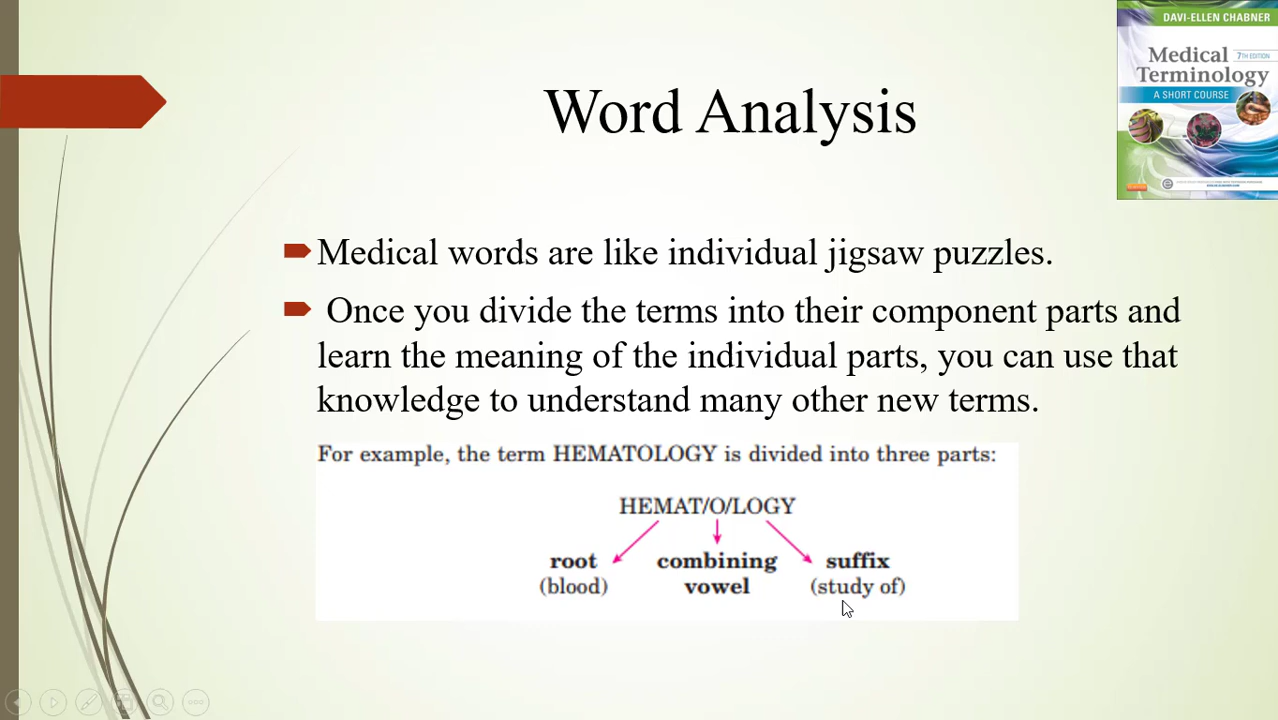 DAVI-ELLEN CHABNER
Medical 7TH EDITION
Terminology
A SHORT COURSE
Word Analysis
Medical words are like individual jigsaw puzzles.
Once you divide the terms into their component parts and
learn the meaning of the individual parts, you can use that
knowledge to understand many other new terms.
For example, the term HEMATOLOGY is divided into three parts:
HEMAT/O/LOGY
root combining suffix
(blood) vowel (study of)